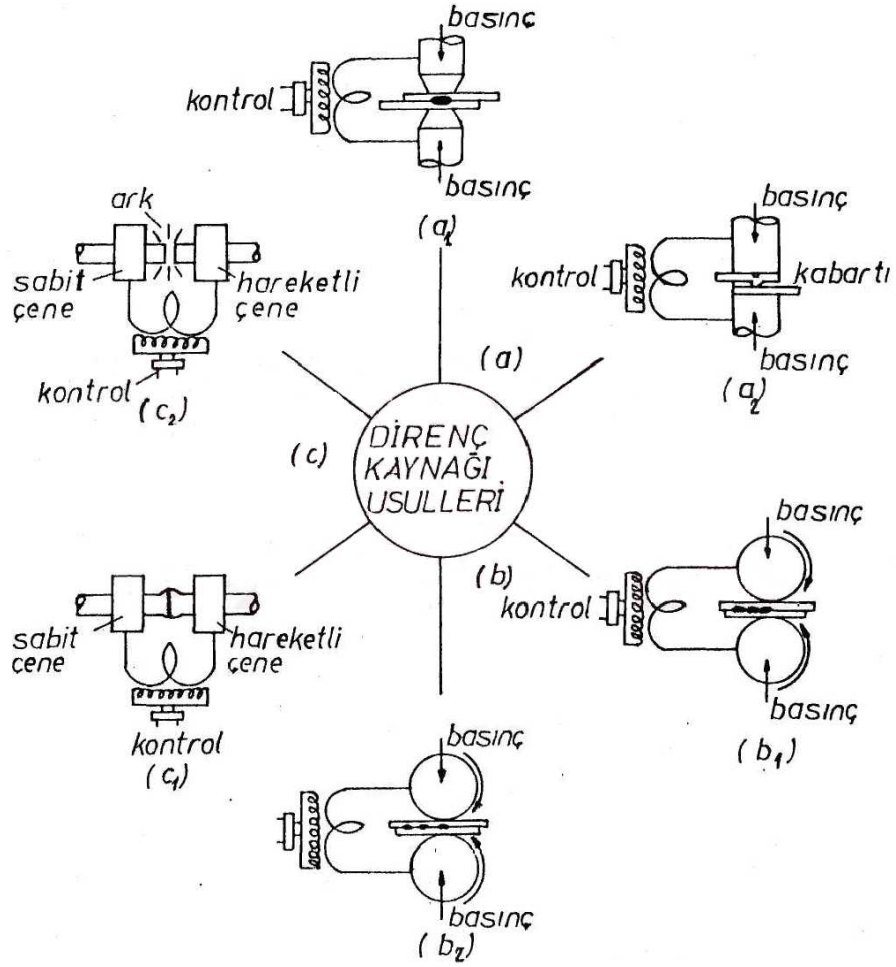 basınç
kontrol
basınç
(a1)
ark
sabit
çene
hareketli
çene
kontrol
(c2)
basınç
kontrol
kabartı
basınç
(a2)
(a)
(c)
DİRENÇ
KAYNAĞI
USULLERİ
(b)
basınç
kontrol
basınç
(b1)
sabit
çene
hareketli
çene
kontrol
(c1)
basınç
basınç
(b2)